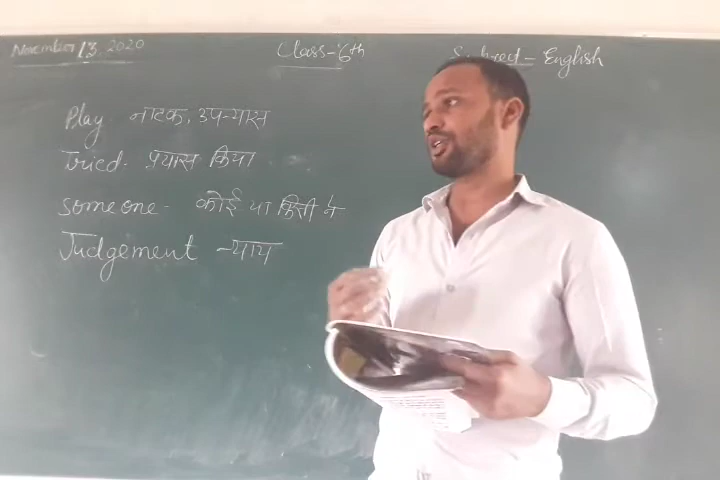 November 13, 2020
Class-6th
Subject - English
Play नाटक, उपन्यास
Tried. प्रयास किया
Someone- कोई या किसी ने
Judgement न्याय